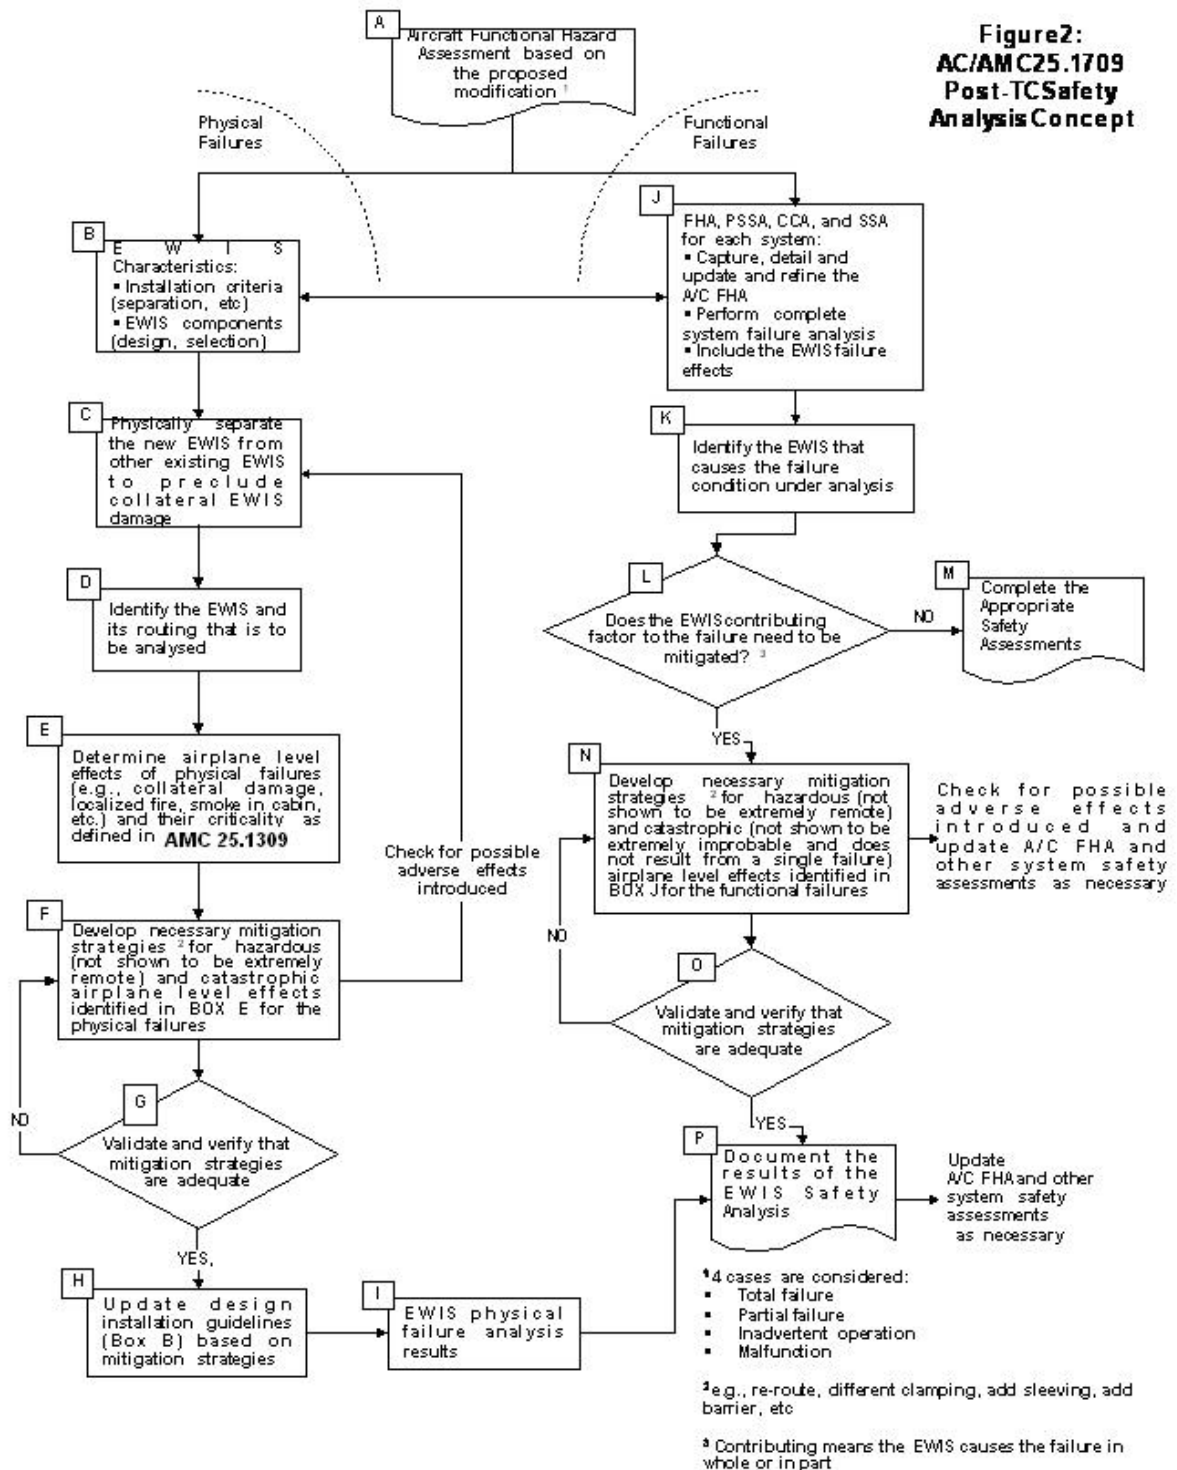 Figure2:
AC/AMC25.1709
Post-TCSafety
AnalysisConcept
A
Aircraft Functional Hazard
Assessment based on
the proposed
modification 1
Physical
Failures
Functional
Failures
B
E W I S
Characteristics:
▪ Installation criteria
(separation, etc)
▪ EWIS components
(design, selection)
C
Physically separate
the new EWIS from
other existing EWIS
to preclude
collateral EWIS
damage
D
Identify the EWIS and
its routing that is to
be analysed
E
Determine airplane level
effects of physical failures
(e.g., collateral damage,
localized fire, smoke in cabin,
etc.) and their criticality as
defined in AMC 25.1309
Check for possible
adverse effects
introduced
F
Develop necessary mitigation
strategies 2 for hazardous
(not shown to be extremely
remote) and catastrophic
airplane level effects
identified in BOX E for the
physical failures
NO
G
Validate and verify that
mitigation strategies
are adequate
YES,
H
Update design
installation guidelines
(Box B) based on
mitigation strategies
I
EWIS physical
failure analysis
results
J
FHA, PSSA, CCA, and SSA
for each system:
▪ Capture, detail and
update and refine the
A/C FHA
▪ Perform complete
system failure analysis
▪ Include the EWIS failure
effects
K
Identify the EWIS that
causes the failure
condition under analysis
L
Does the EWIS contributing
factor to the failure need to be
mitigated? 3
NO
M
Complete the
Appropriate
Safety
Assessments
YES
N
Develop necessary mitigation
strategies 2 for hazardous (not
shown to be extremely remote)
and catastrophic (not shown to be
extremely improbable and does
not result from a single failure)
airplane level effects identified in
BOX J for the functional failures
Check for possible
adverse effects
introduced and
update A/C FHA and
other system safety
assessments as necessary
NO
O
Validate and verify that
mitigation strategies
are adequate
YES
P
Document the
results of the
EWIS Safety
Analysis
Update
A/C FHA and other
system safety
assessments
as necessary
1 4 cases are considered:
▪ Total failure
▪ Partial failure
▪ Inadvertent operation
▪ Malfunction
2 e.g., re-route, different clamping, add sleeving, add
barrier, etc
3 Contributing means the EWIS causes the failure in
whole or in part